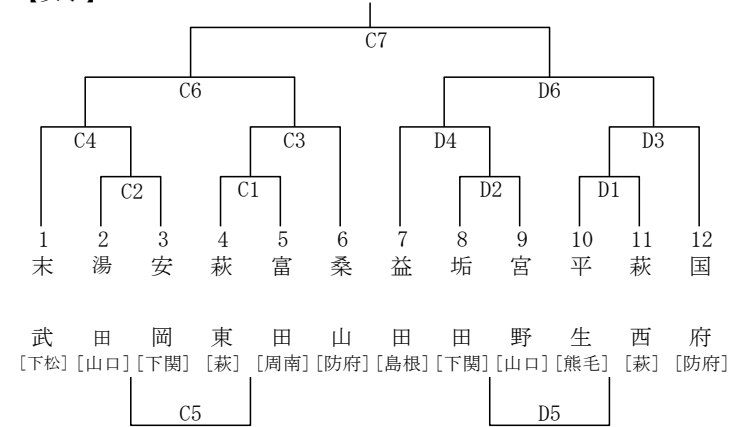 C7
C6 D6
C4 C3 D4 D3
C2 C1 D2 D1
1 2 3 4 5 6 7 8 9 10 11 12
末武 湯田 安岡 萩東 富田 桑山 益田 垢田 宮野 平生 萩西 国府
[下松] [山口] [下関] [萩] [周南] [防府] [島根] [下関] [山口] [熊毛] [萩] [防府]
C5 D5